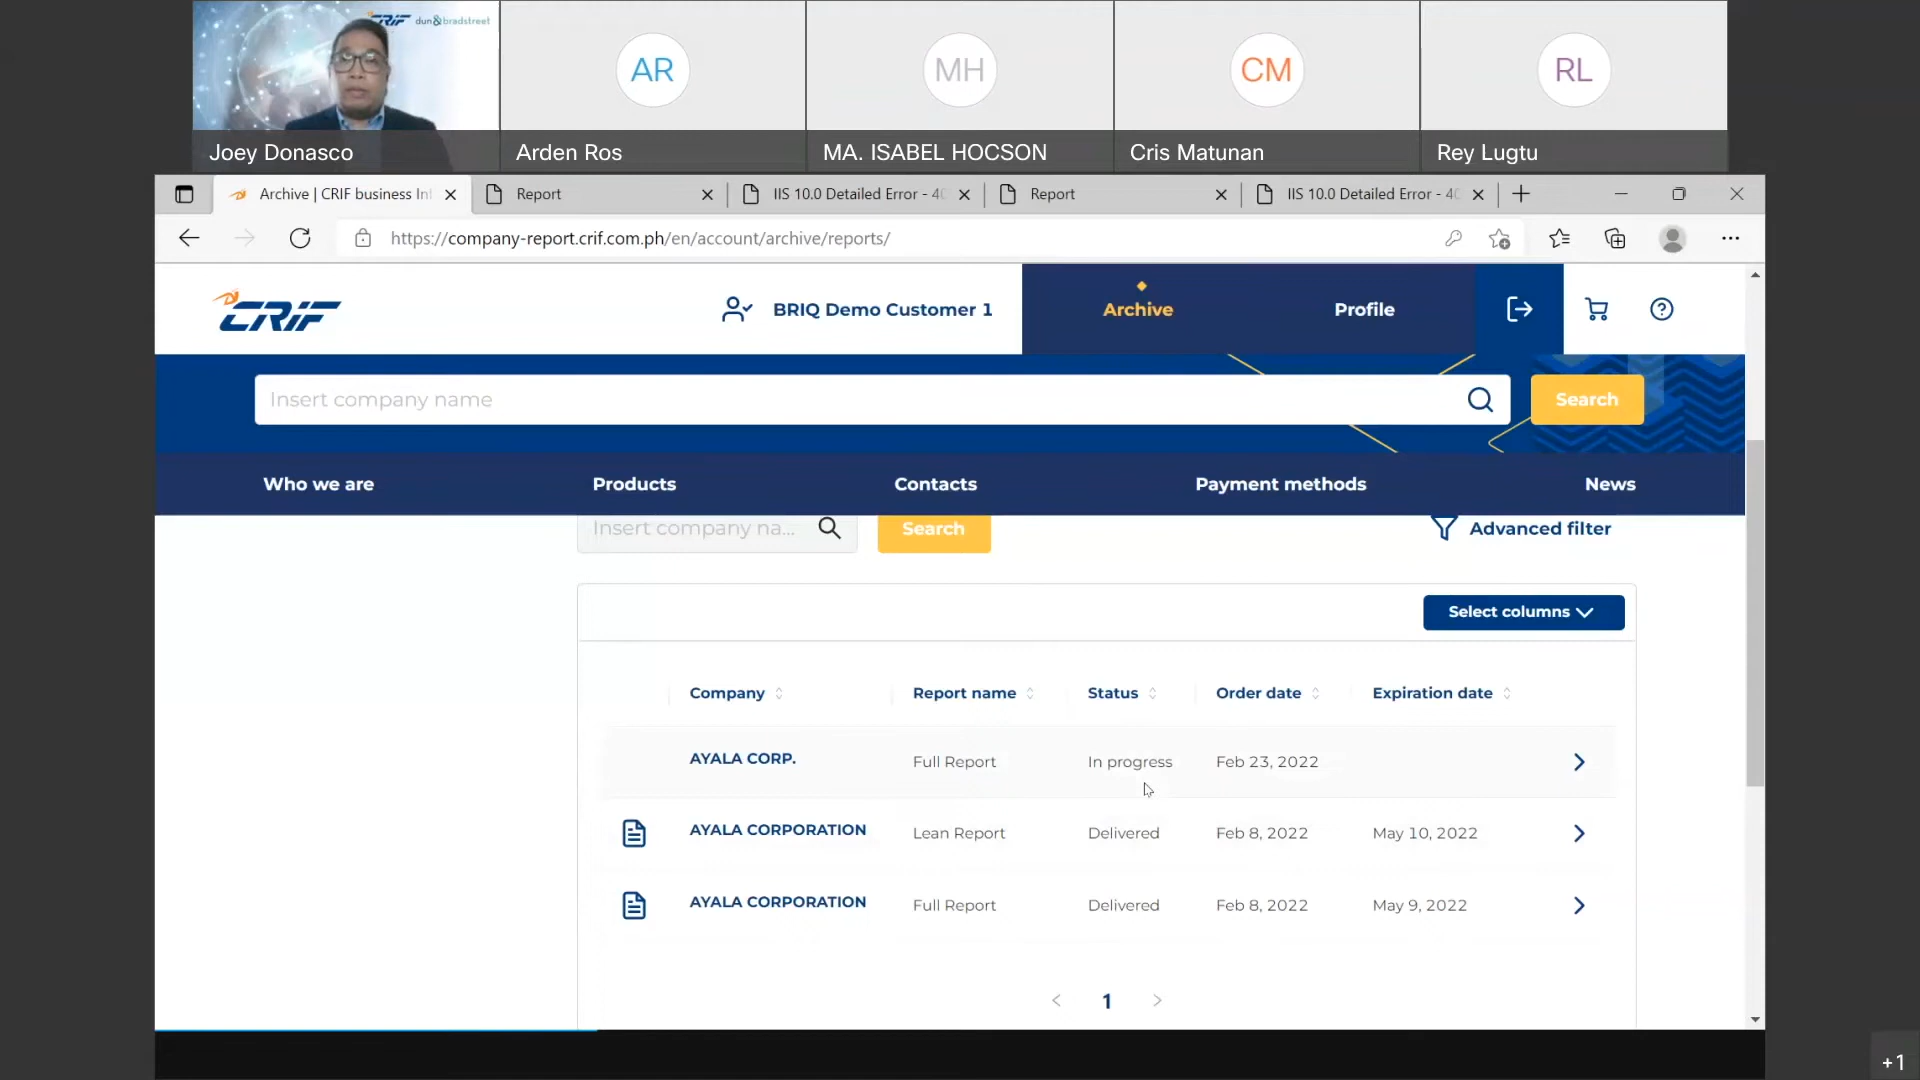 CRIF dun&bradstreet
AR
MH
CM
RL
Joey Donasco
Arden Ros
MA. ISABEL HOCSON
Cris Matunan
Rey Lugtu
Archive | CRIF business In
Report
IIS 10.0 Detailed Error - 40
Report
IIS 10.0 Detailed Error - 40
https://company-report.crif.com.ph/en/account/archive/reports/
CRIF
BRIQ Demo Customer 1
Archive
Profile
Insert company name
Search
Who we are
Products
Contacts
Payment methods
News
Insert company na...
Search
Advanced filter
Select columns
Company
Report name
Status
Order date
Expiration date
AYALA CORP.
Full Report
In progress
Feb 23, 2022
AYALA CORPORATION
Lean Report
Delivered
Feb 8, 2022
May 10, 2022
AYALA CORPORATION
Full Report
Delivered
Feb 8, 2022
May 9, 2022
1
+1